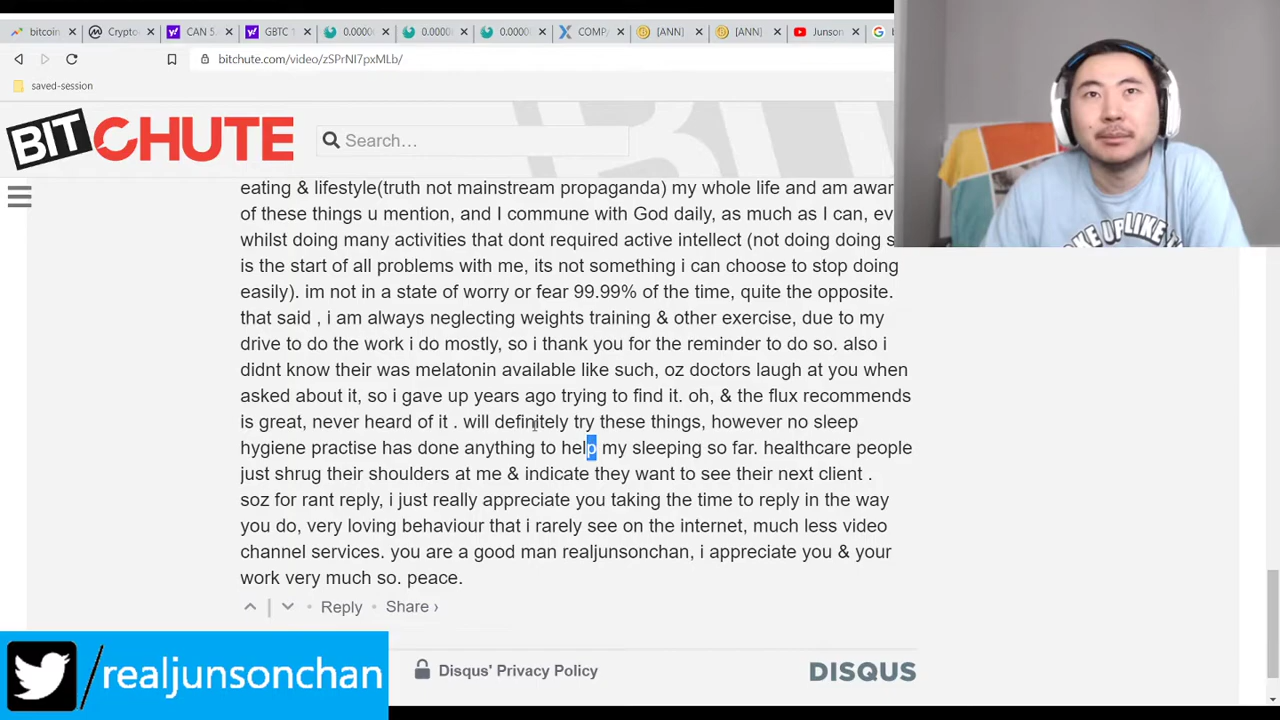 bitcoin
Crypto
CAN 5.
GBTC
0.0000
0.0000
0.0000
COMP
[ANN]
[ANN]
Junson
b
bitchute.com/video/zSPrNI7pxMLb/
saved-session
BITCHUTE
Search…
eating & lifestyle(truth not mainstream propaganda) my whole life and am awar
of these things u mention, and I commune with God daily, as much as I can, ev
whilst doing many activities that dont required active intellect (not doing doing s
is the start of all problems with me, its not something i can choose to stop doing
easily). im not in a state of worry or fear 99.99% of the time, quite the opposite.
that said , i am always neglecting weights training & other exercise, due to my
drive to do the work i do mostly, so i thank you for the reminder to do so. also i
didnt know their was melatonin available like such, oz doctors laugh at you when
asked about it, so i gave up years ago trying to find it. oh, & the flux recommends
is great, never heard of it . will definitely try these things, however no sleep
hygiene practise has done anything to help my sleeping so far. healthcare people
just shrug their shoulders at me & indicate they want to see their next client .
soz for rant reply, i just really appreciate you taking the time to reply in the way
you do, very loving behaviour that i rarely see on the internet, much less video
channel services. you are a good man realjunsonchan, i appreciate you & your
work very much so. peace.
Reply • Share ›
Disqus' Privacy Policy
DISQUS
/realjunsonchan